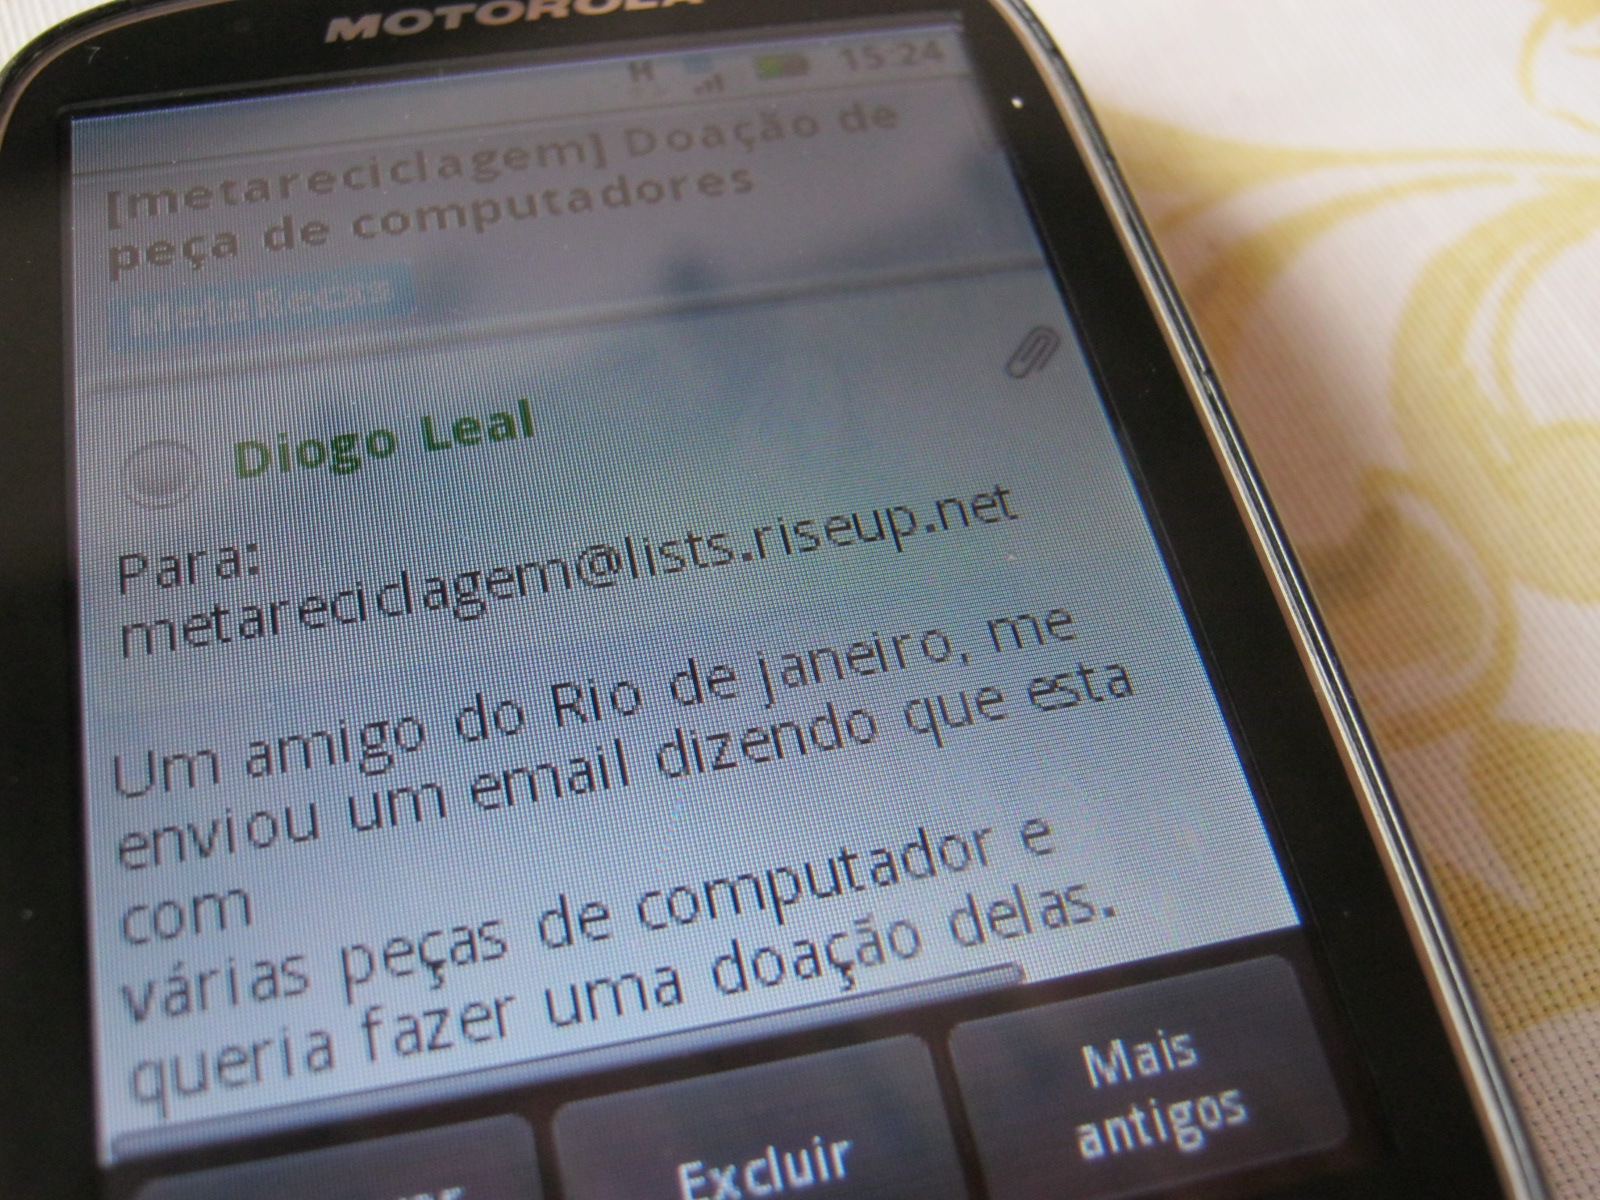 MOTOROLA
H 15:24
[metareciclagem] Doação de
peça de computadores
MetaRecas
Diogo Leal
Para:
metareciclagem@lists.riseup.net
Um amigo do Rio de janeiro, me
enviou um email dizendo que esta
com
várias peças de computador e
queria fazer uma doação delas.
Excluir
Mais
antigos